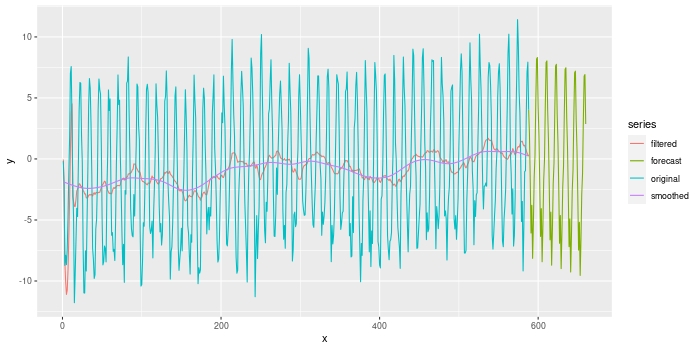 10
5
0
-5
-10
y
0
200
400
600
x
series
filtered
forecast
original
smoothed